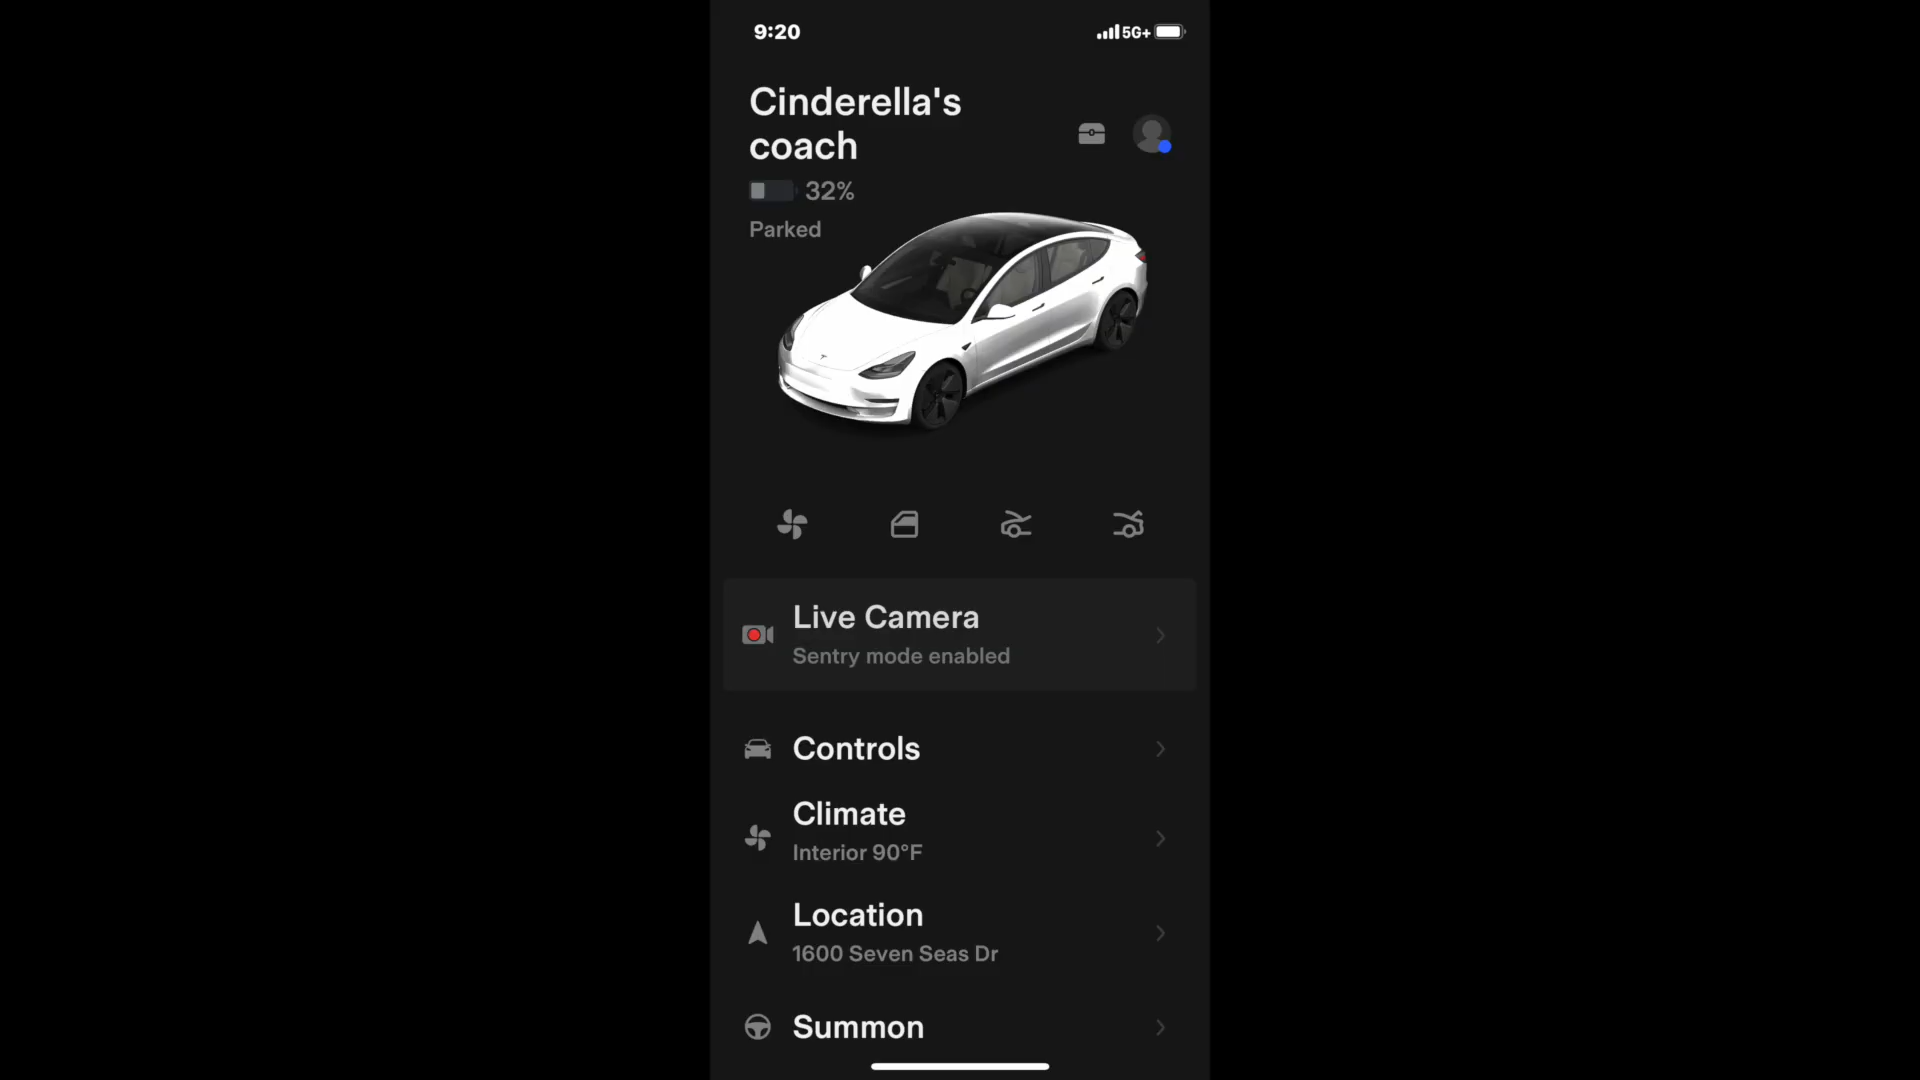 9:20
5G+
Cinderella's
coach
32%
Parked
Live Camera
Sentry mode enabled
Controls
Climate
Interior 90°F
Location
1600 Seven Seas Dr
Summon